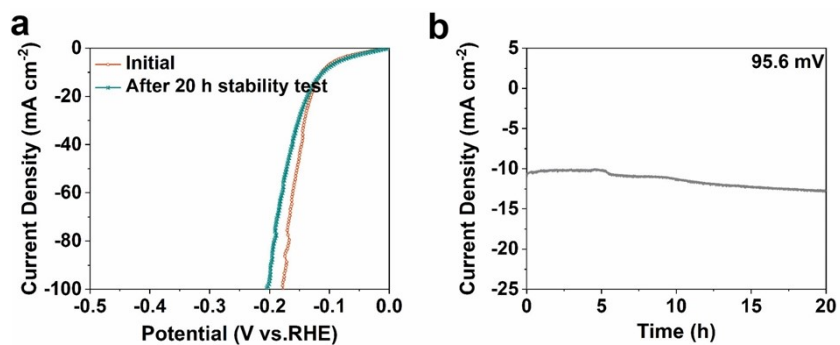 a
0
-20
-40
-60
-80
-100
Current Density (mA cm-2)
Initial
After 20 h stability test
-0.5
-0.4
-0.3
-0.2
-0.1
0.0
Potential (V vs.RHE)
b
5
0
-5
-10
-15
-20
-25
Current Density (mA cm-2)
95.6 mV
0
5
10
15
20
Time (h)